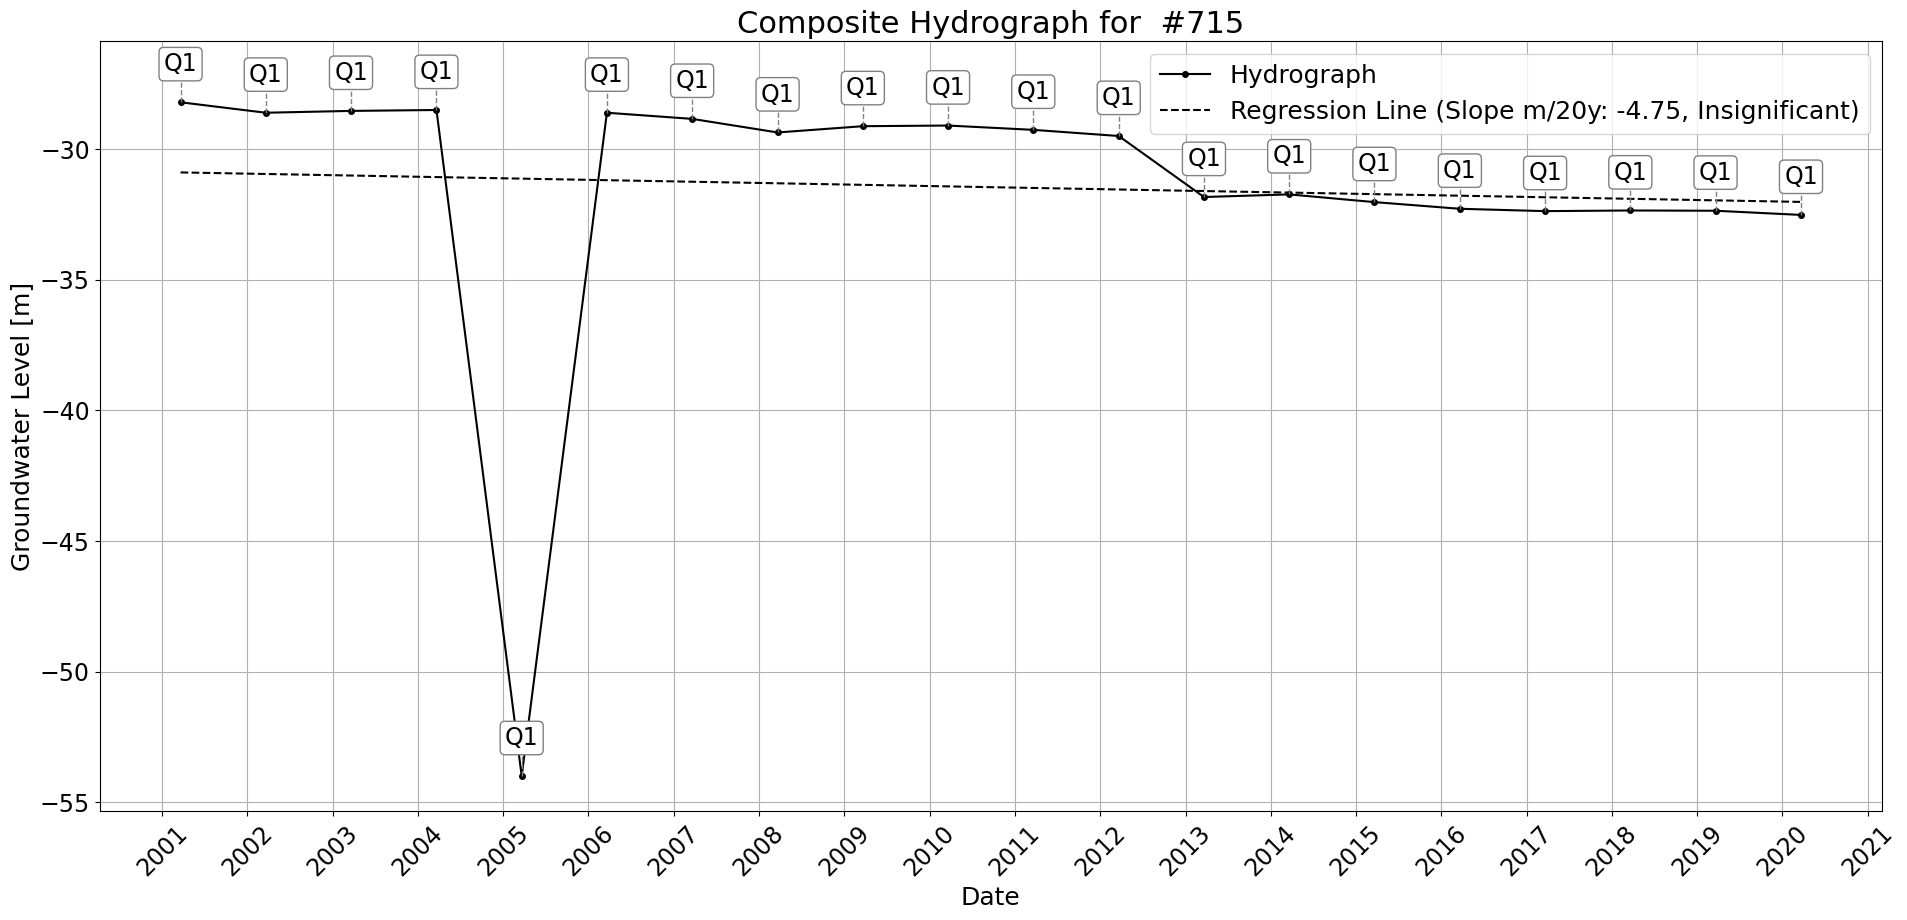 Composite Hydrograph for  #715
Hydrograph
Regression Line (Slope m/20y: -4.75, Insignificant)
Q1 Q1 Q1 Q1 Q1 Q1 Q1 Q1 Q1 Q1 Q1 Q1 Q1 Q1 Q1 Q1 Q1 Q1 Q1 Q1
Groundwater Level [m]
−30
−35
−40
−45
−50
−55
2001 2002 2003 2004 2005 2006 2007 2008 2009 2010 2011 2012 2013 2014 2015 2016 2017 2018 2019 2020 2021
Date